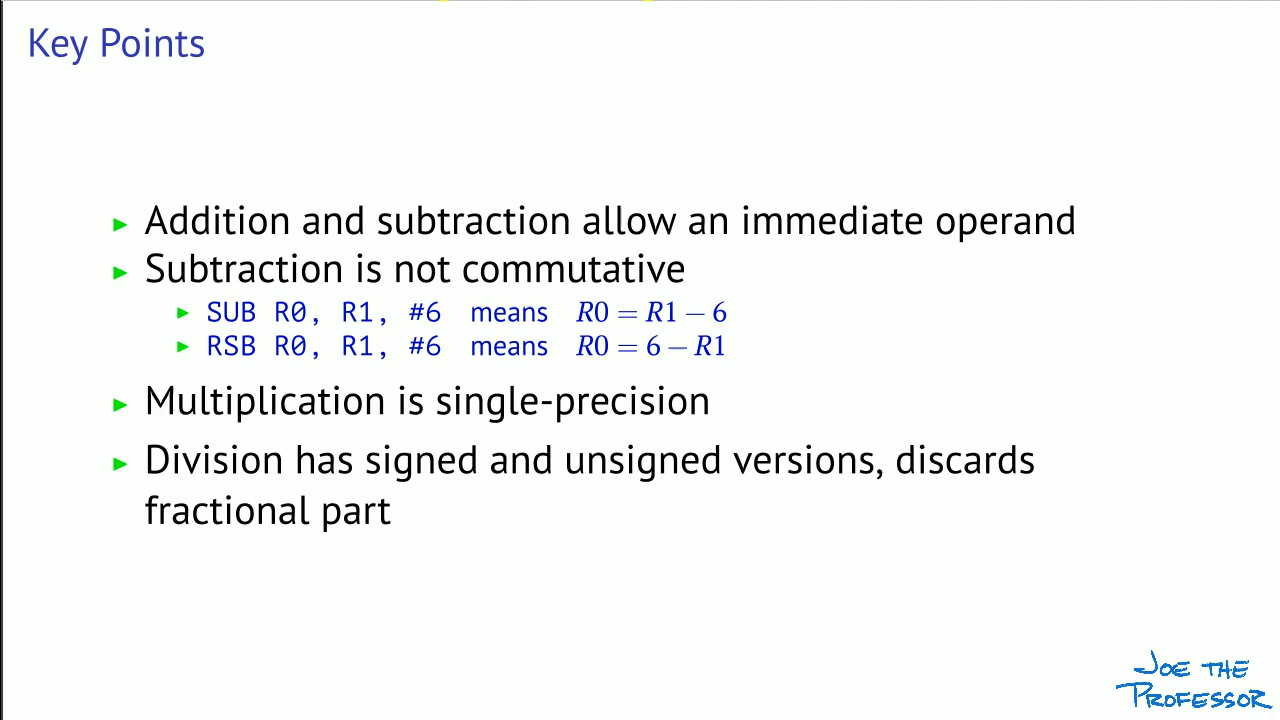 Key Points
▸ Addition and subtraction allow an immediate operand
▸ Subtraction is not commutative
▸ SUB R0, R1, #6 means R0 = R1 − 6
▸ RSB R0, R1, #6 means R0 = 6 − R1
▸ Multiplication is single-precision
▸ Division has signed and unsigned versions, discards
fractional part
JOE THE
PROFESSOR